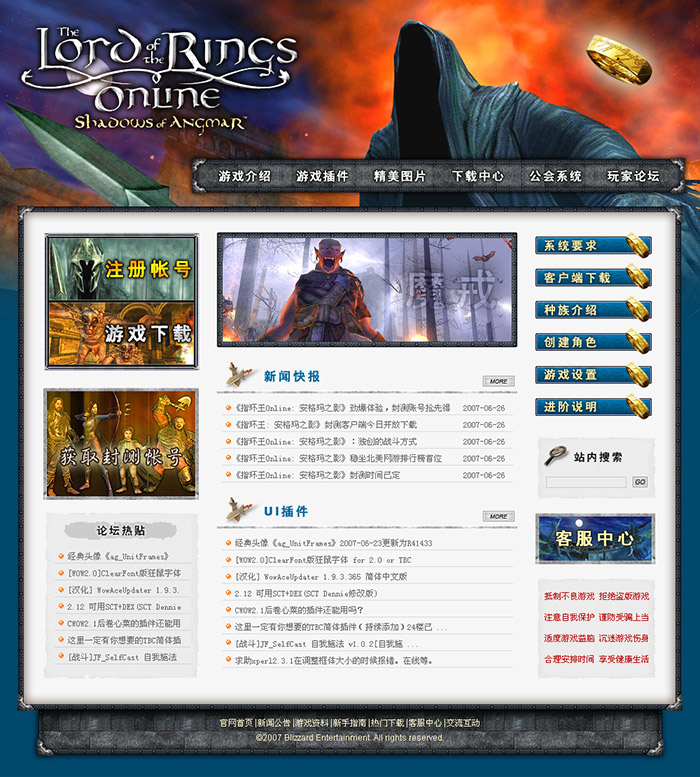 The
Lord of the Rings
Online
Shadows of Angmar™
游戏介绍 游戏插件 精美图片 下载中心 公会系统 玩家论坛
注册帐号
游戏下载
获取封测帐号
论坛热贴
经典头像《ag_UnitFrames》
[WOW2.0]ClearFont版狂鼠字体
[汉化] WowAceUpdater 1.9.3.
2.12 可用SCT+DEX(SCT Dennie
CWOW2.1后卷心菜的插件还能用
这里一定有你想要的TBC简体插
[战斗]JF_SelfCast 自我施法
魔戒
新闻快报
MORE
《指环王Online: 安格玛之影》劲爆体验，封测账号抢先得 2007-06-26
《指环王: 安格玛之影》封测客户端今日开放下载 2007-06-26
《指环王Online: 安格玛之影》：独创的战斗方式 2007-06-26
《指环王Online: 安格玛之影》稳坐北美网游排行榜首位 2007-06-26
《指环王Online: 安格玛之影》封测时间已定 2007-06-26
UI插件
MORE
经典头像《ag_UnitFrames》2007-06-23更新为R41433
[WOW2.0]ClearFont版狂鼠字体 for 2.0 or TBC
[汉化] WowAceUpdater 1.9.3.365 简体中文版
2.12 可用SCT+DEX(SCT Dennie修改版)
CWOW2.1后卷心菜的插件还能用吗？
这里一定有你想要的TBC简体插件(持续添加)24楼已 ...
[战斗]JF_SelfCast 自我施法 v1.0.2[自我施 ...
求助xperl2.3.1在调整框体大小的时候报错。在线等。
系统要求
客户端下载
种族介绍
创建角色
游戏设置
进阶说明
站内搜索
GO
客服中心
抵制不良游戏 拒绝盗版游戏
注意自我保护 谨防受骗上当
适度游戏益脑 沉迷游戏伤身
合理安排时间 享受健康生活
官网首页|新闻公告|游戏资料|新手指南|热门下载|客服中心|交流互动
©2007 Blizzard Entertainment. All rights reserved.